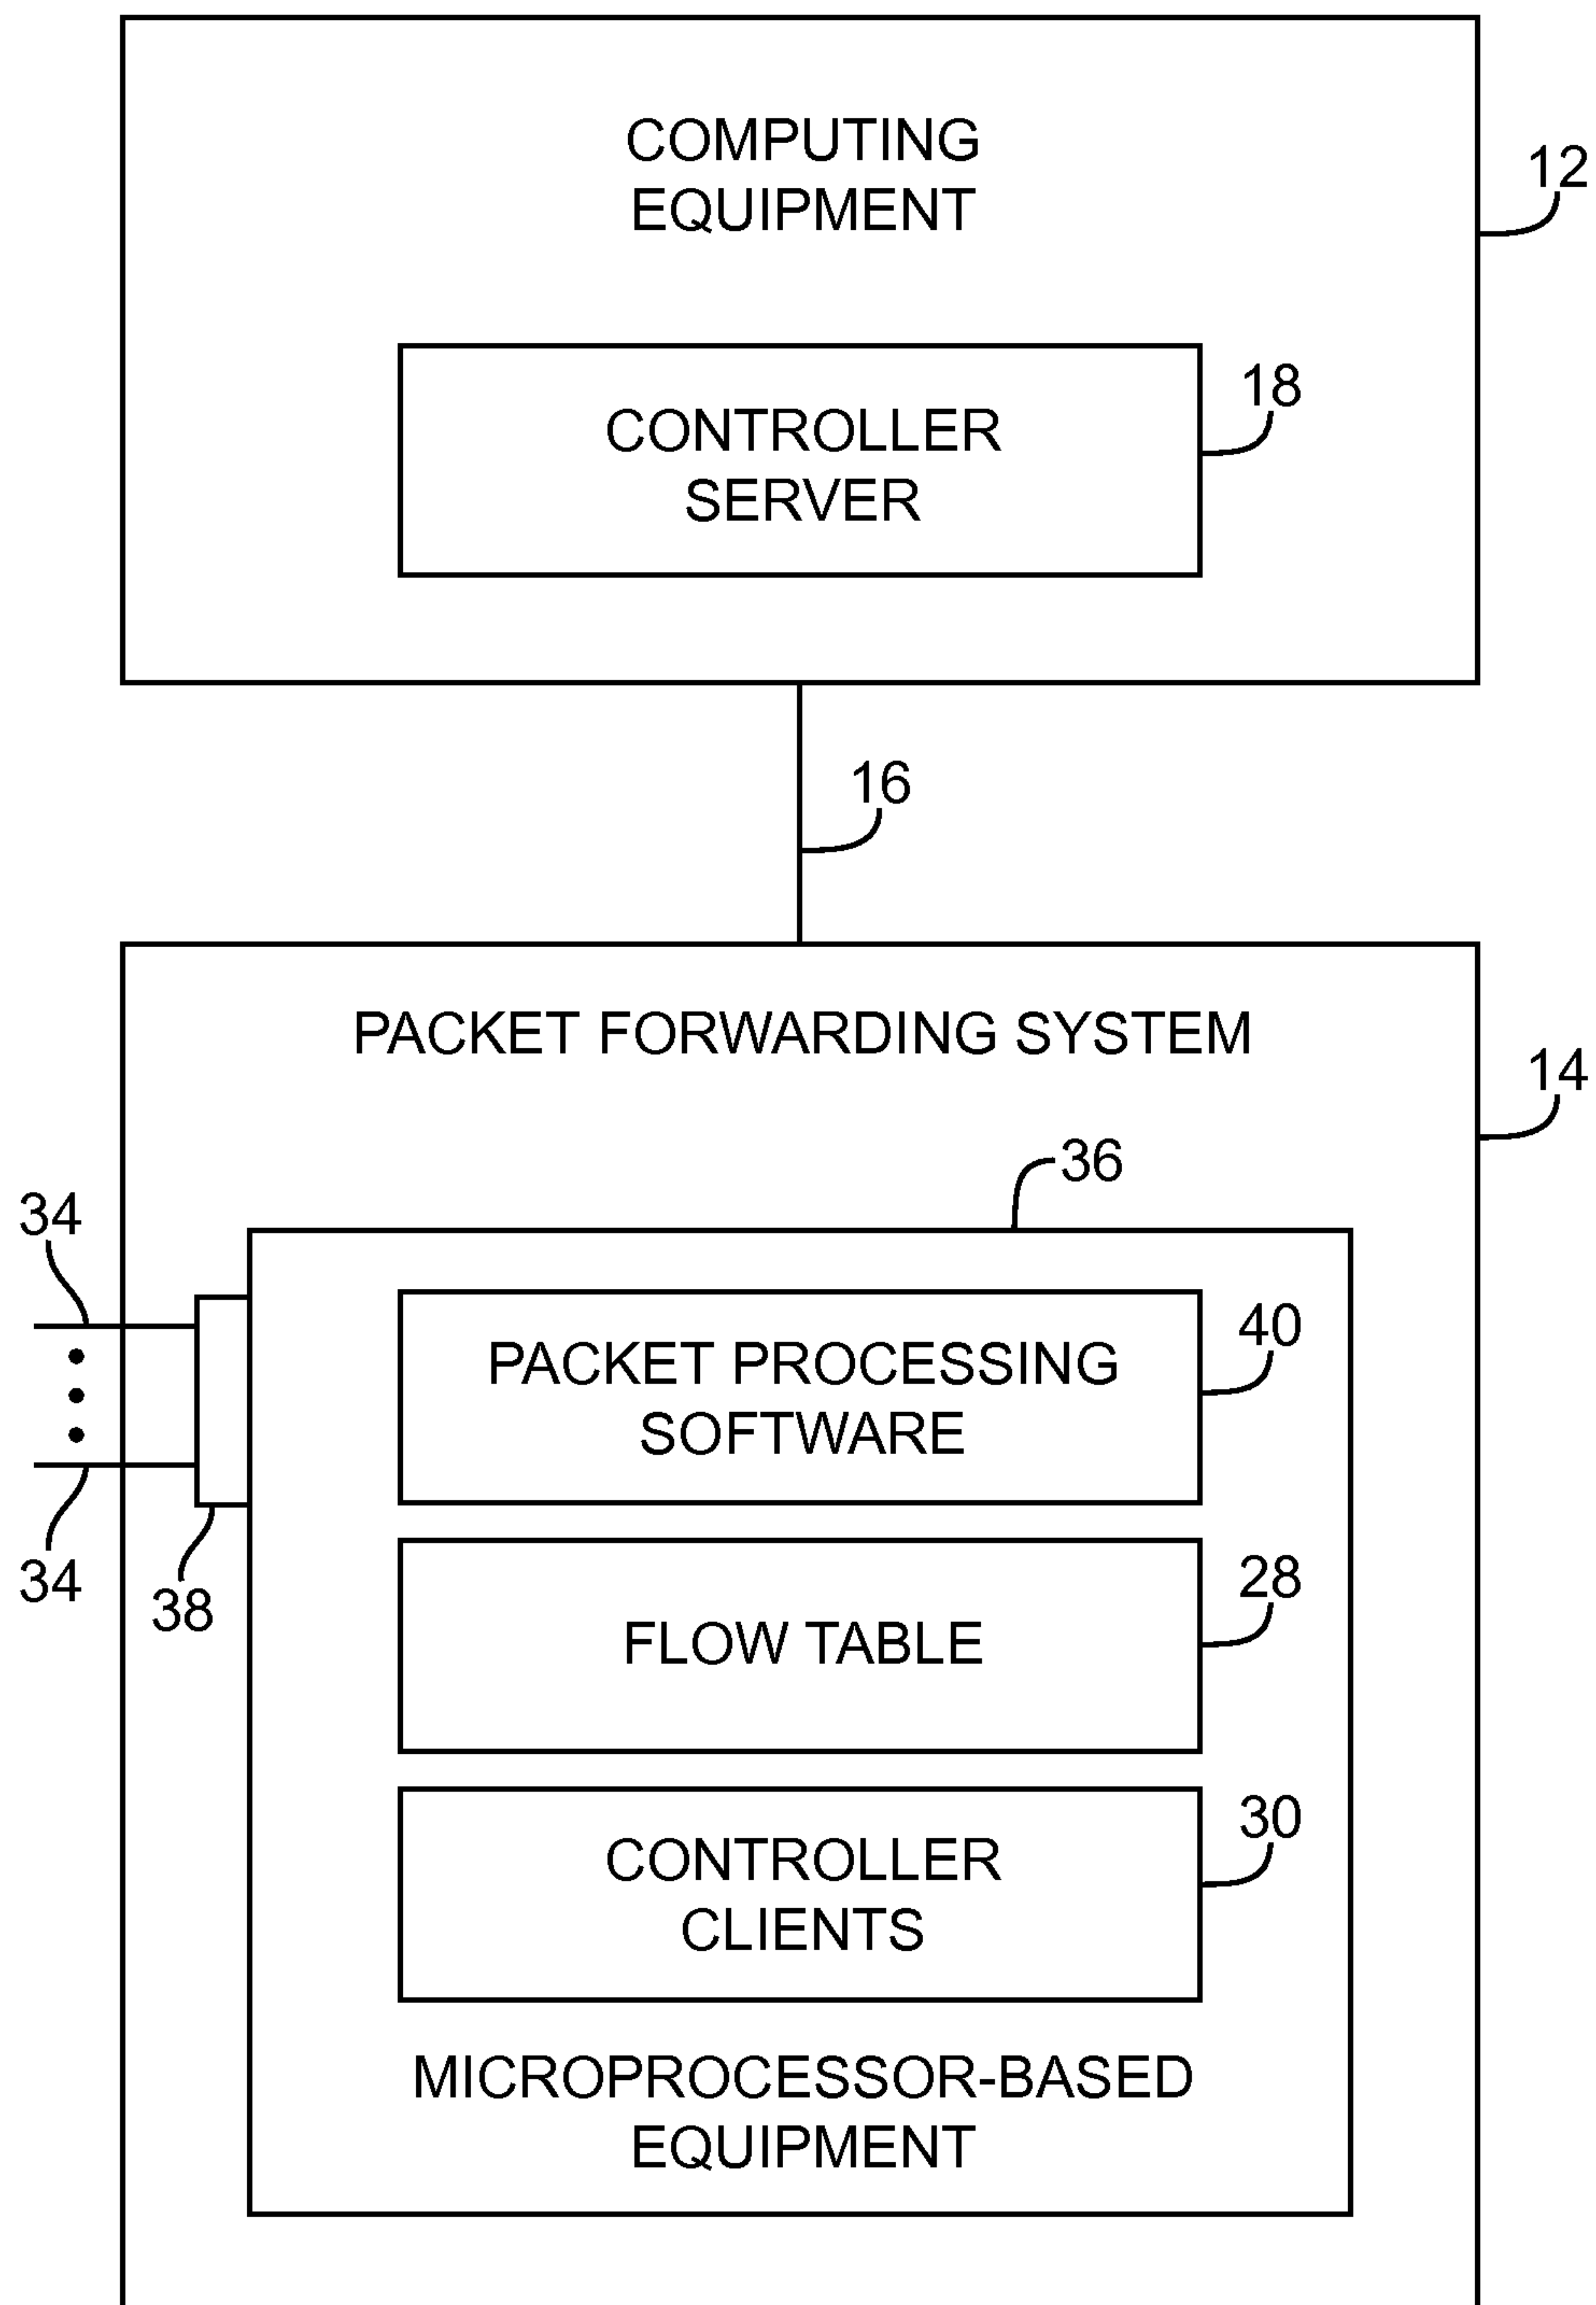 COMPUTING
EQUIPMENT
12
CONTROLLER
SERVER
18
16
PACKET FORWARDING SYSTEM
14
36
34
PACKET PROCESSING
SOFTWARE
40
34
38
FLOW TABLE
28
CONTROLLER
CLIENTS
30
MICROPROCESSOR-BASED
EQUIPMENT